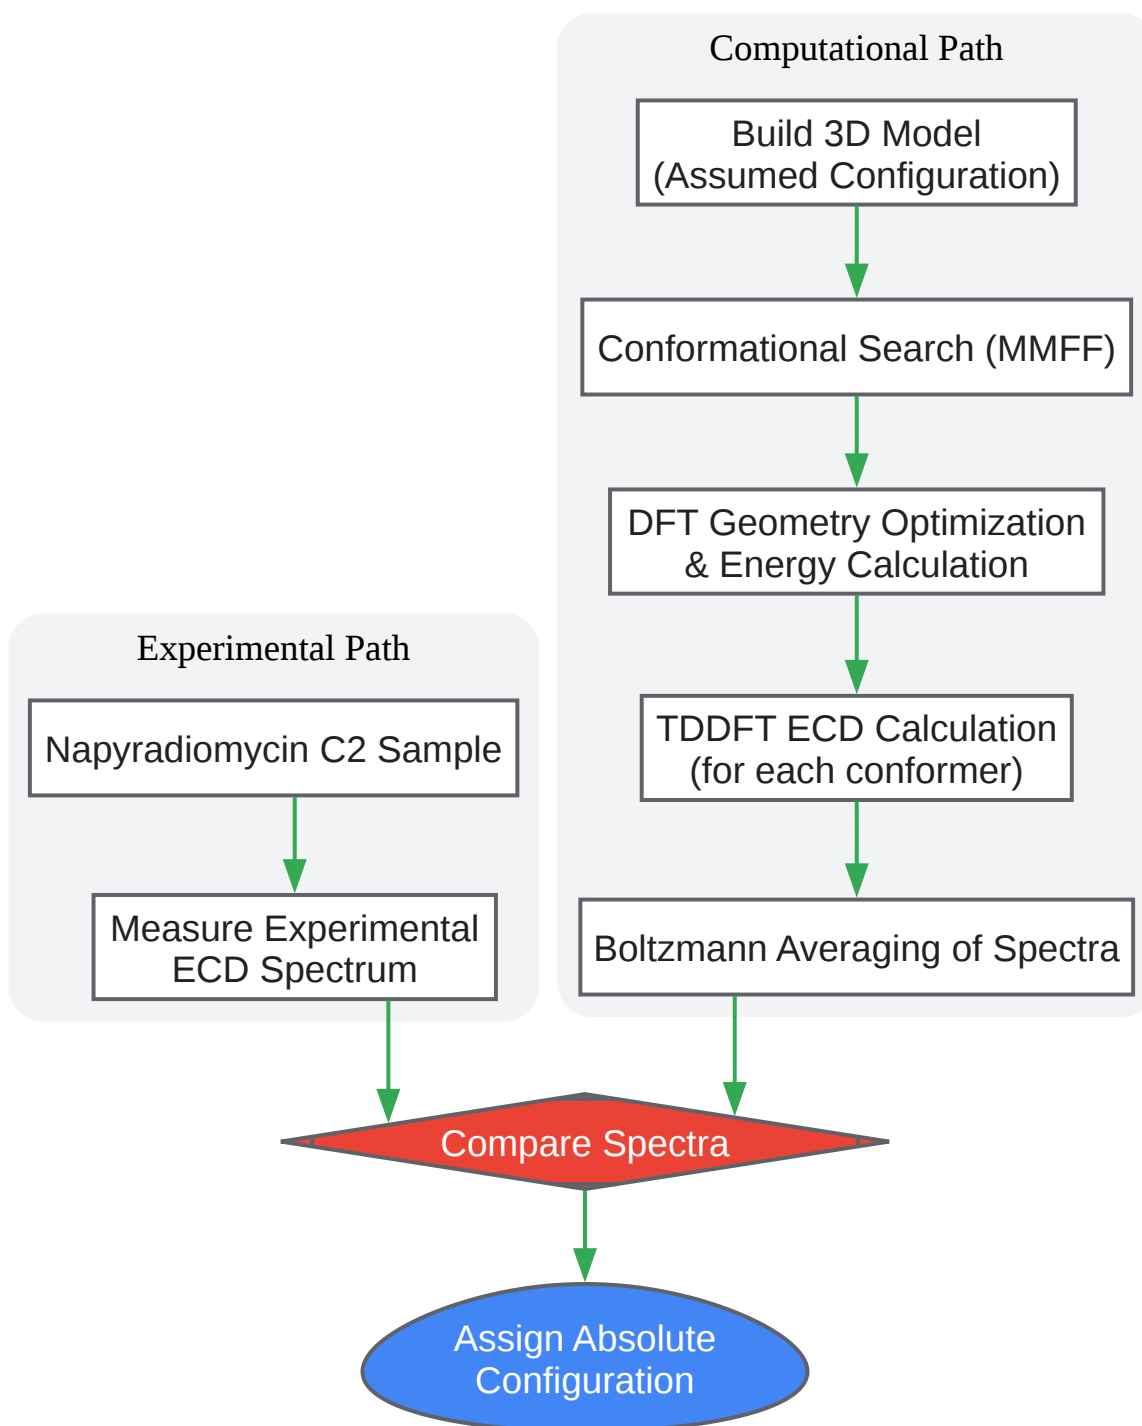 Computational Path
Build 3D Model
(Assumed Configuration)
Conformational Search (MMFF)
DFT Geometry Optimization
& Energy Calculation
TDDFT ECD Calculation
(for each conformer)
Boltzmann Averaging of Spectra
Experimental Path
Napyradiomycin C2 Sample
Measure Experimental
ECD Spectrum
Compare Spectra
Assign Absolute
Configuration